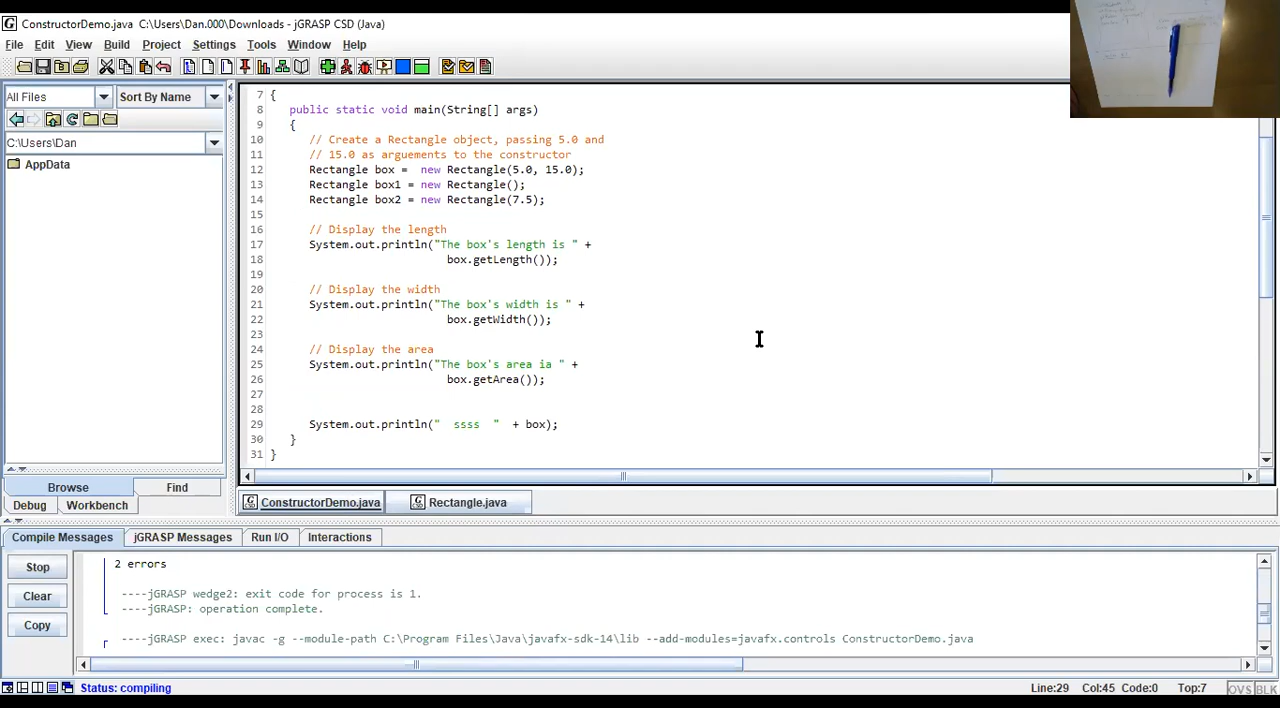 ConstructorDemo.java C:\Users\Dan.000\Downloads - jGRASP CSD (Java)
File Edit View Build Project Settings Tools Window Help
All Files Sort By Name
C:\Users\Dan
AppData
Browse Find
Debug Workbench
7 {
8 public static void main(String[] args)
9 {
10 // Create a Rectangle object, passing 5.0 and
11 // 15.0 as arguements to the constructor
12 Rectangle box = new Rectangle(5.0, 15.0);
13 Rectangle box1 = new Rectangle();
14 Rectangle box2 = new Rectangle(7.5);
15
16 // Display the length
17 System.out.println("The box's length is " +
18 box.getLength());
19
20 // Display the width
21 System.out.println("The box's width is " +
22 box.getWidth());
23
24 // Display the area
25 System.out.println("The box's area ia " +
26 box.getArea());
27
28
29 System.out.println(" ssss " + box);
30 }
31 }
ConstructorDemo.java Rectangle.java
Compile Messages jGRASP Messages Run I/O Interactions
Stop
Clear
Copy
2 errors
----jGRASP wedge2: exit code for process is 1.
----jGRASP: operation complete.
----jGRASP exec: javac -g --module-path C:\Program Files\Java\javafx-sdk-14\lib --add-modules=javafx.controls ConstructorDemo.java
Status: compiling Line:29 Col:45 Code:0 Top:7 OVS BLK